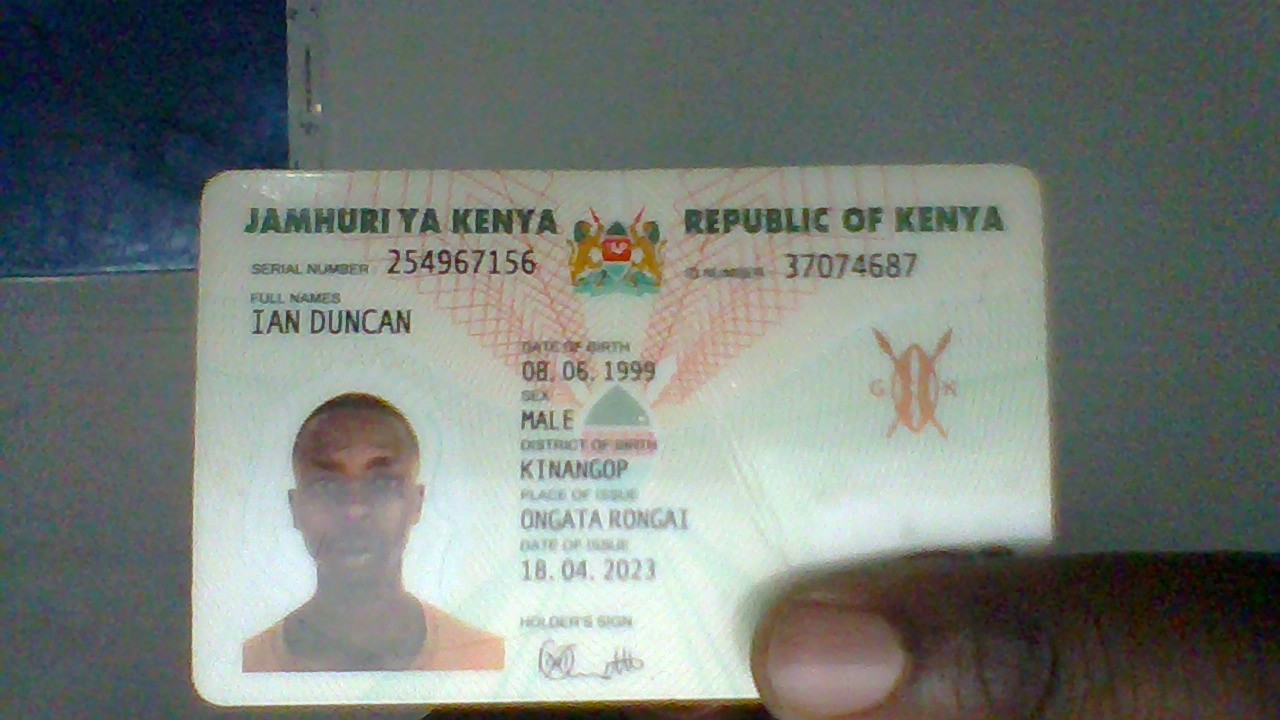 JAMHURI YA KENYA REPUBLIC OF KENYA
SERIAL NUMBER 254967156 ID NUMBER 37074687
FULL NAMES
IAN DUNCAN
DATE OF BIRTH
08. 06. 1999
SEX
MALE
DISTRICT OF BIRTH
KINANGOP
PLACE OF ISSUE
ONGATA RONGAI
DATE OF ISSUE
18. 04. 2023
HOLDER'S SIGN
G K